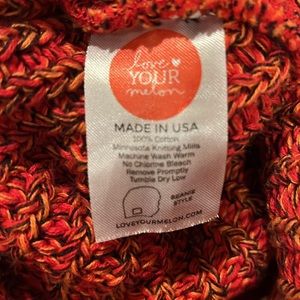 love
YOUR
melon
MADE IN USA
100% Cotton
Minnesota Knitting Mills
Machine Wash Warm
No Chlorine Bleach
Remove Promptly
Tumble Dry Low
BEANIE
STYLE
LOVEYOURMELON.COM